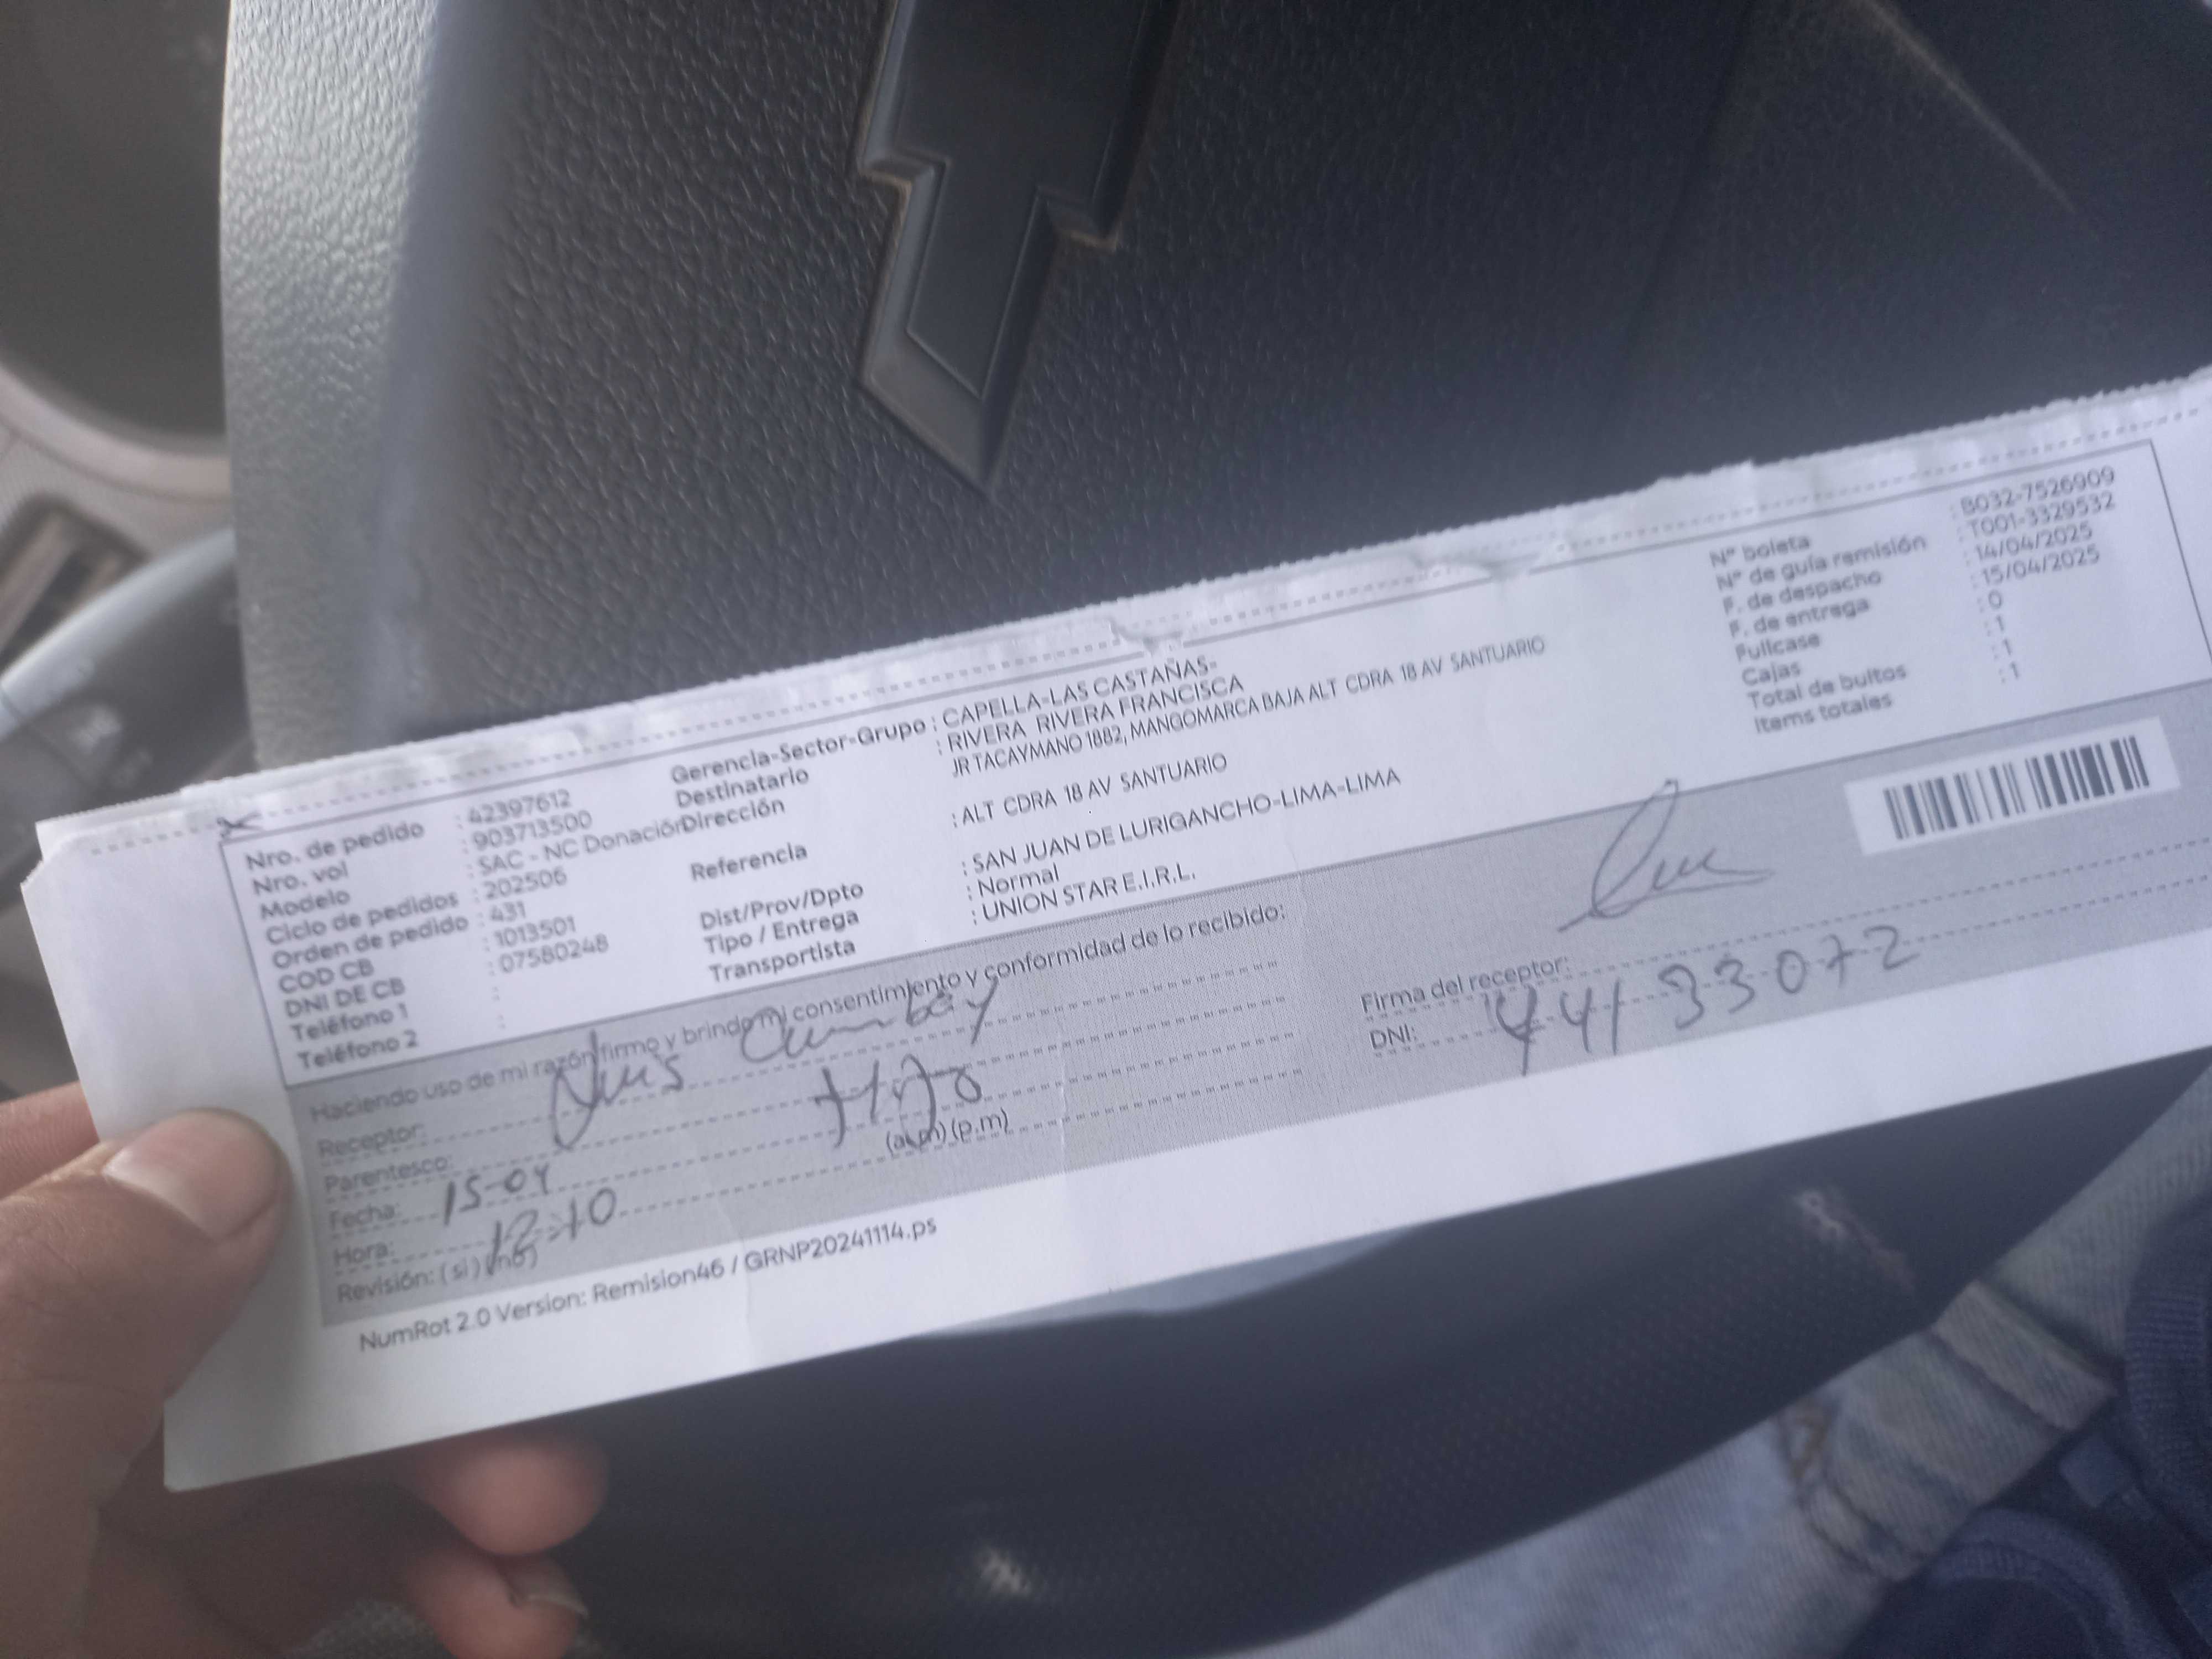 Nro. de pedido : 42397612
Nro. vol : 903713500
Modelo : SAC - NC Donación
Ciclo de pedidos : 202506
Orden de pedido : 431
COD CB : 1013501
DNI DE CB : 07580248
Teléfono 1 :
Teléfono 2 :
Gerencia-Sector-Grupo : CAPELLA-LAS CASTAÑAS-
Destinatario : RIVERA RIVERA FRANCISCA
Dirección JR TACAYMANO 1882, MANGOMARCA BAJA ALT CDRA 18 AV SANTUARIO
Referencia : ALT CDRA 18 AV SANTUARIO
Dist/Prov/Dpto : SAN JUAN DE LURIGANCHO-LIMA-LIMA
Tipo / Entrega : Normal
Transportista : UNION STAR E.I.R.L.
N° boleta : B032-7526909
N° de guía remisión : T001-3329532
F. de despacho : 14/04/2025
F. de entrega : 15/04/2025
Fullcase : 0
Cajas : 1
Total de bultos : 1
Items totales : 1
Haciendo uso de mi razón firmo y brindo mi consentimiento y conformidad de lo recibido:
Receptor: Luis Cumbay
Parentesco: Hijo
Fecha: 15-04
Hora: 12:10 (a.m) (p.m)
Revisión: (si) (no)
Firma del receptor:
DNI: 44133072
NumRot 2.0 Version: Remision46 / GRNP20241114.ps